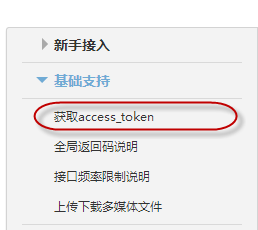 新手接入
基础支持
获取access_token
全局返回码说明
接口频率限制说明
上传下载多媒体文件